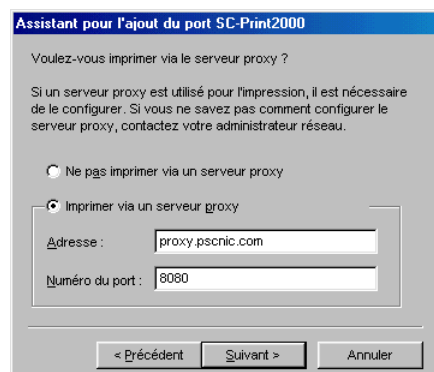 Assistant pour l'ajout du port SC-Print2000
Voulez-vous imprimer via le serveur proxy ?
Si un serveur proxy est utilisé pour l'impression, il est nécessaire
de le configurer. Si vous ne savez pas comment configurer le
serveur proxy, contactez votre administrateur réseau.
Ne pas imprimer via un serveur proxy
Imprimer via un serveur proxy
Adresse : proxy.pscnic.com
Numéro du port : 8080
< Précédent Suivant > Annuler